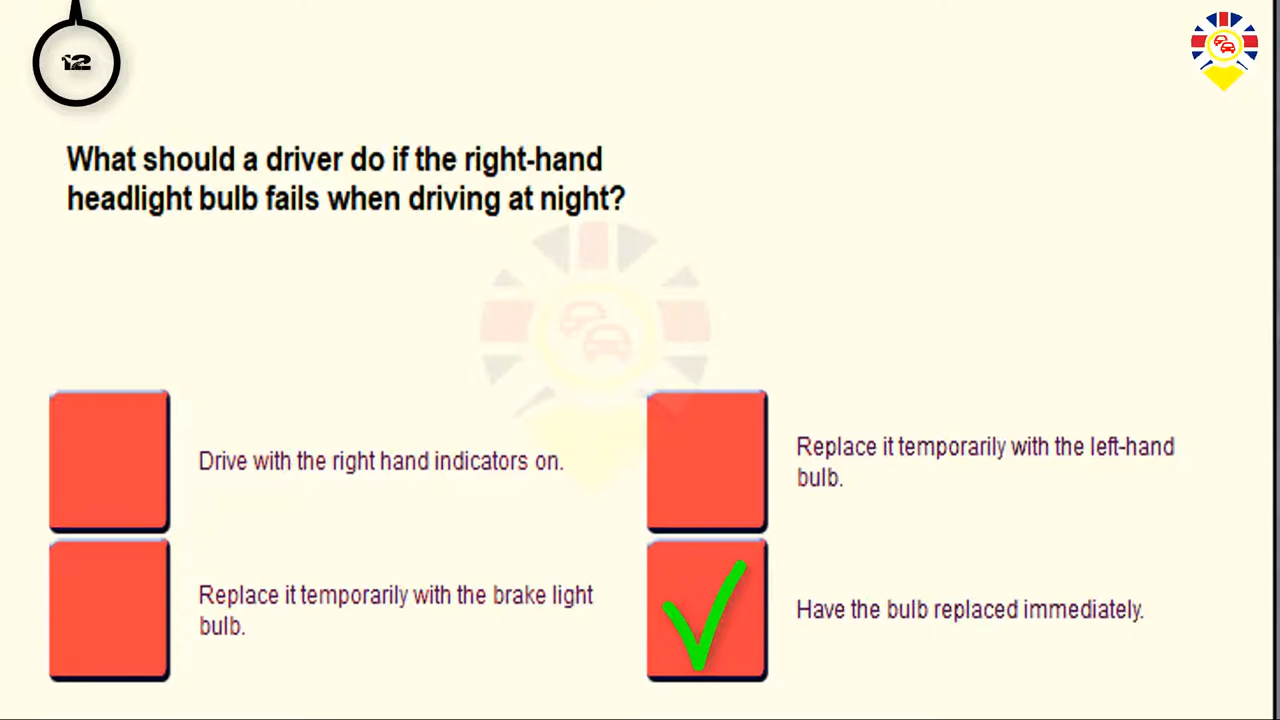 12
What should a driver do if the right-hand
headlight bulb fails when driving at night?
Drive with the right hand indicators on.
Replace it temporarily with the left-hand
bulb.
Replace it temporarily with the brake light
bulb.
Have the bulb replaced immediately.